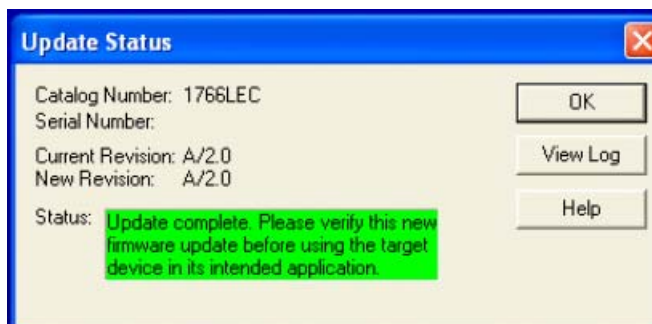 Update Status
Catalog Number: 1766LEC
Serial Number:
Current Revision: A/2.0
New Revision: A/2.0
Status: Update complete. Please verify this new
firmware update before using the target
device in its intended application.
OK
View Log
Help